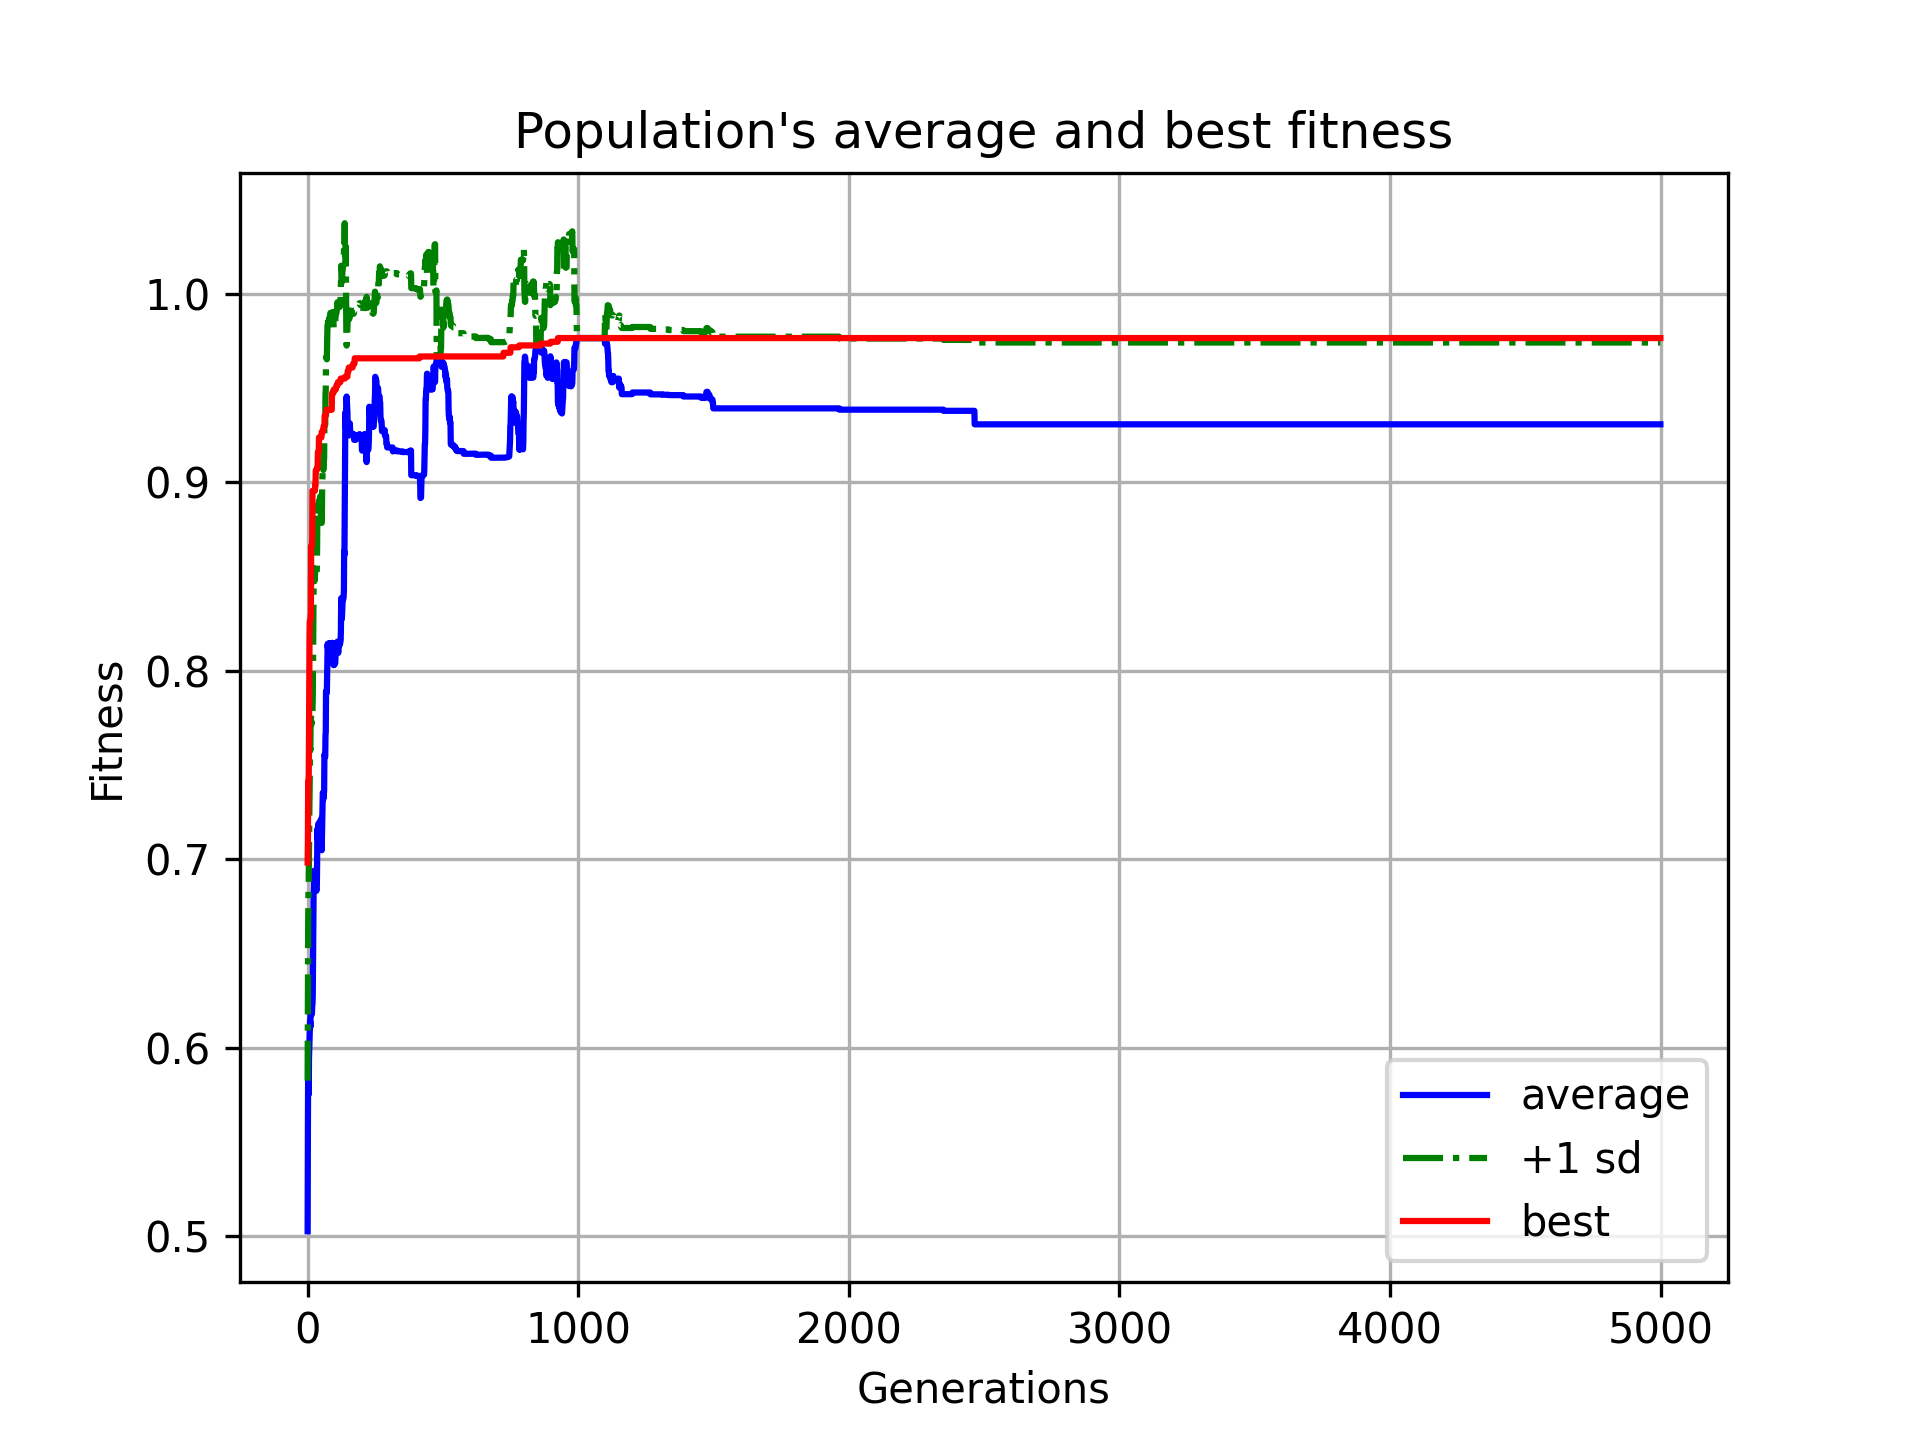 Population's average and best fitness
1.0
0.9
0.8
0.7
0.6
0.5
Fitness
0 1000 2000 3000 4000 5000
Generations
average
+1 sd
best